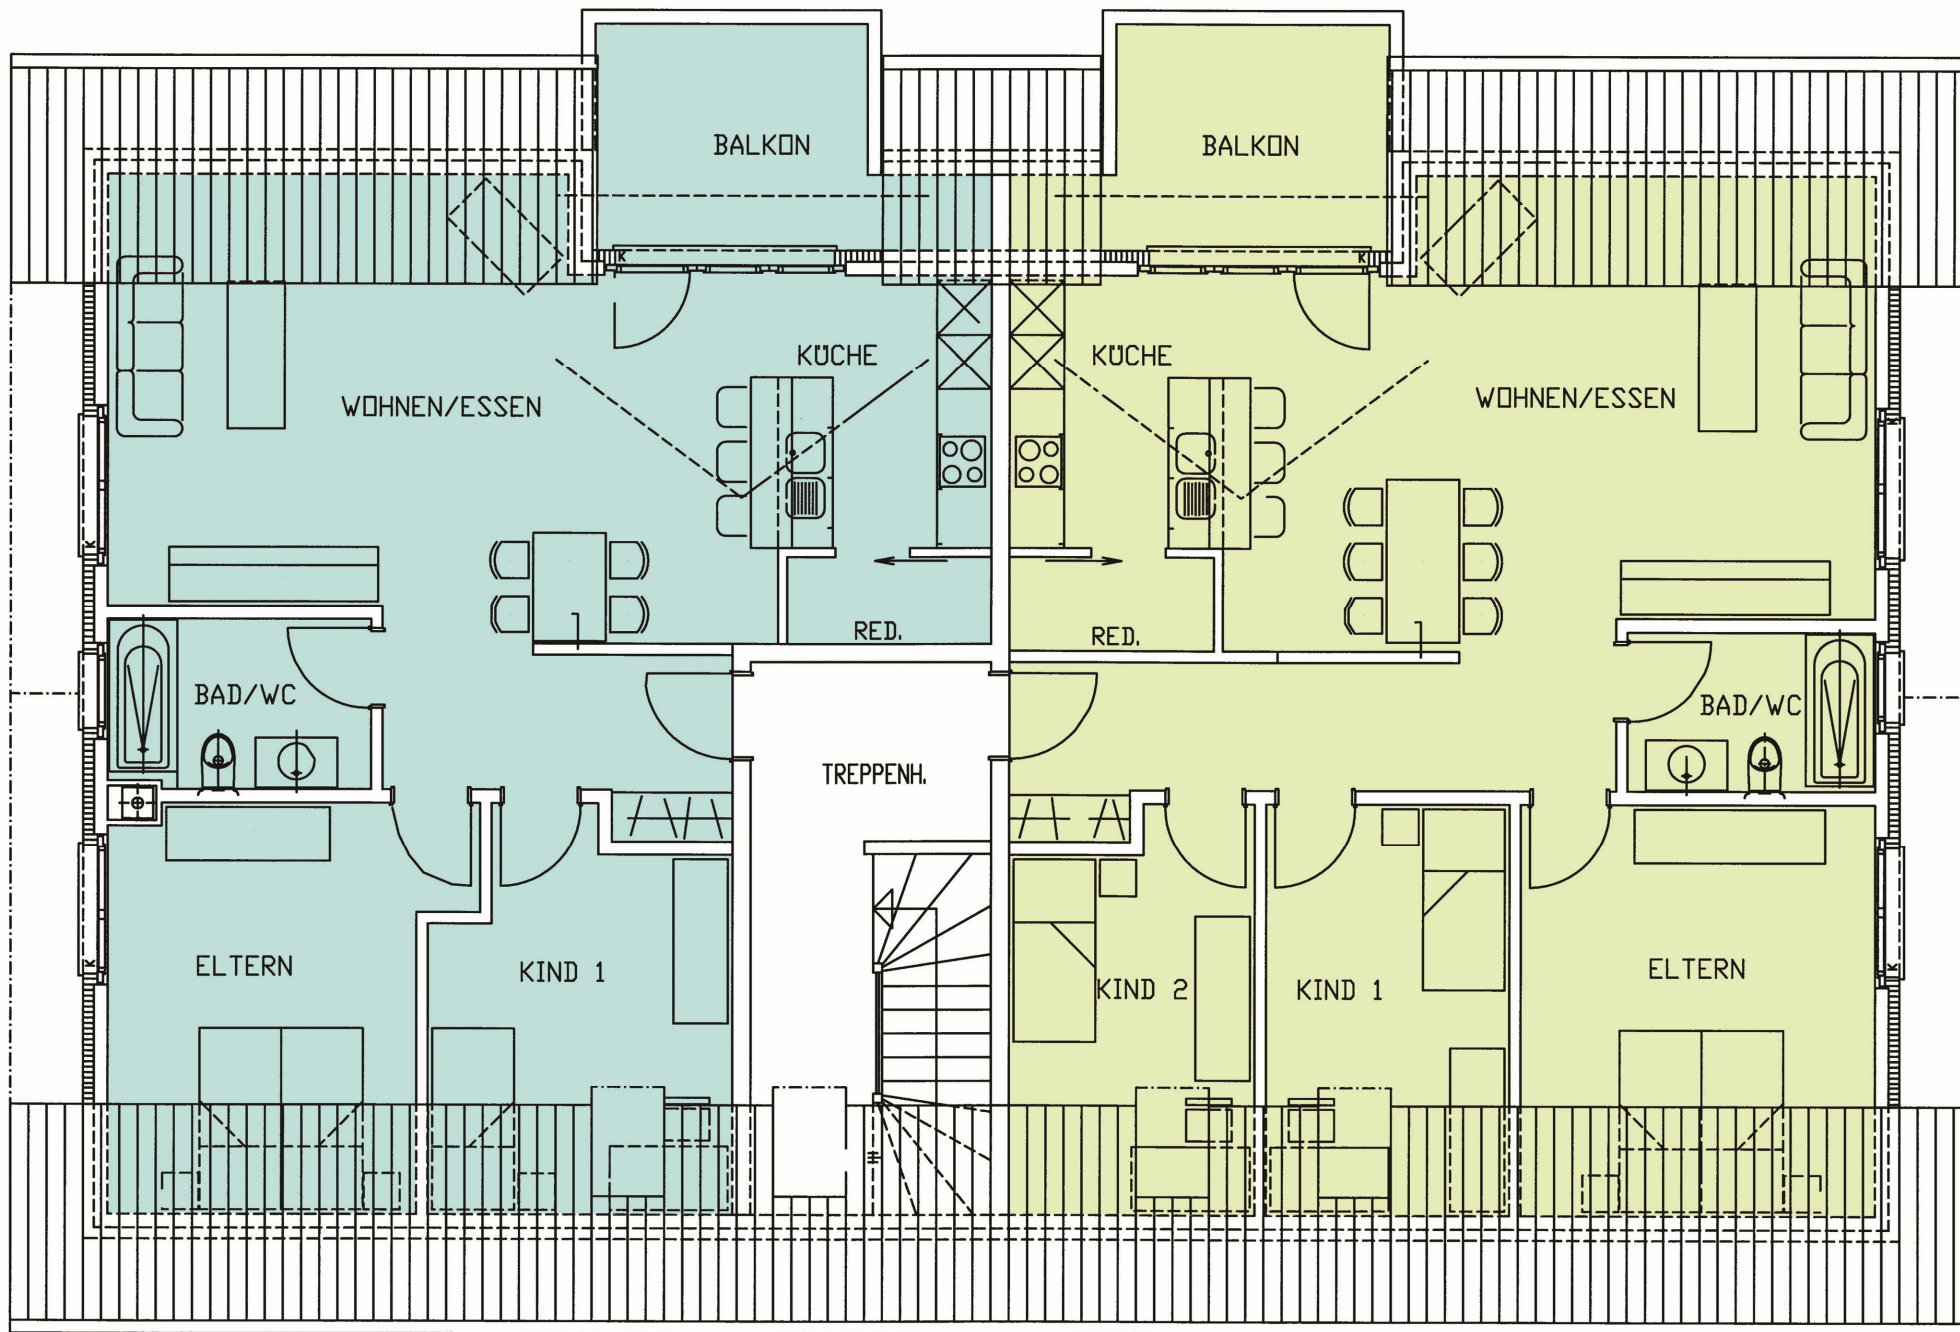 BALKON
BALKON
K
K
KÜCHE
KÜCHE
WOHNEN/ESSEN
WOHNEN/ESSEN
K
K
RED.
RED.
BAD/WC
BAD/WC
TREPPENH.
ELTERN
KIND 1
KIND 2
KIND 1
ELTERN
K
K